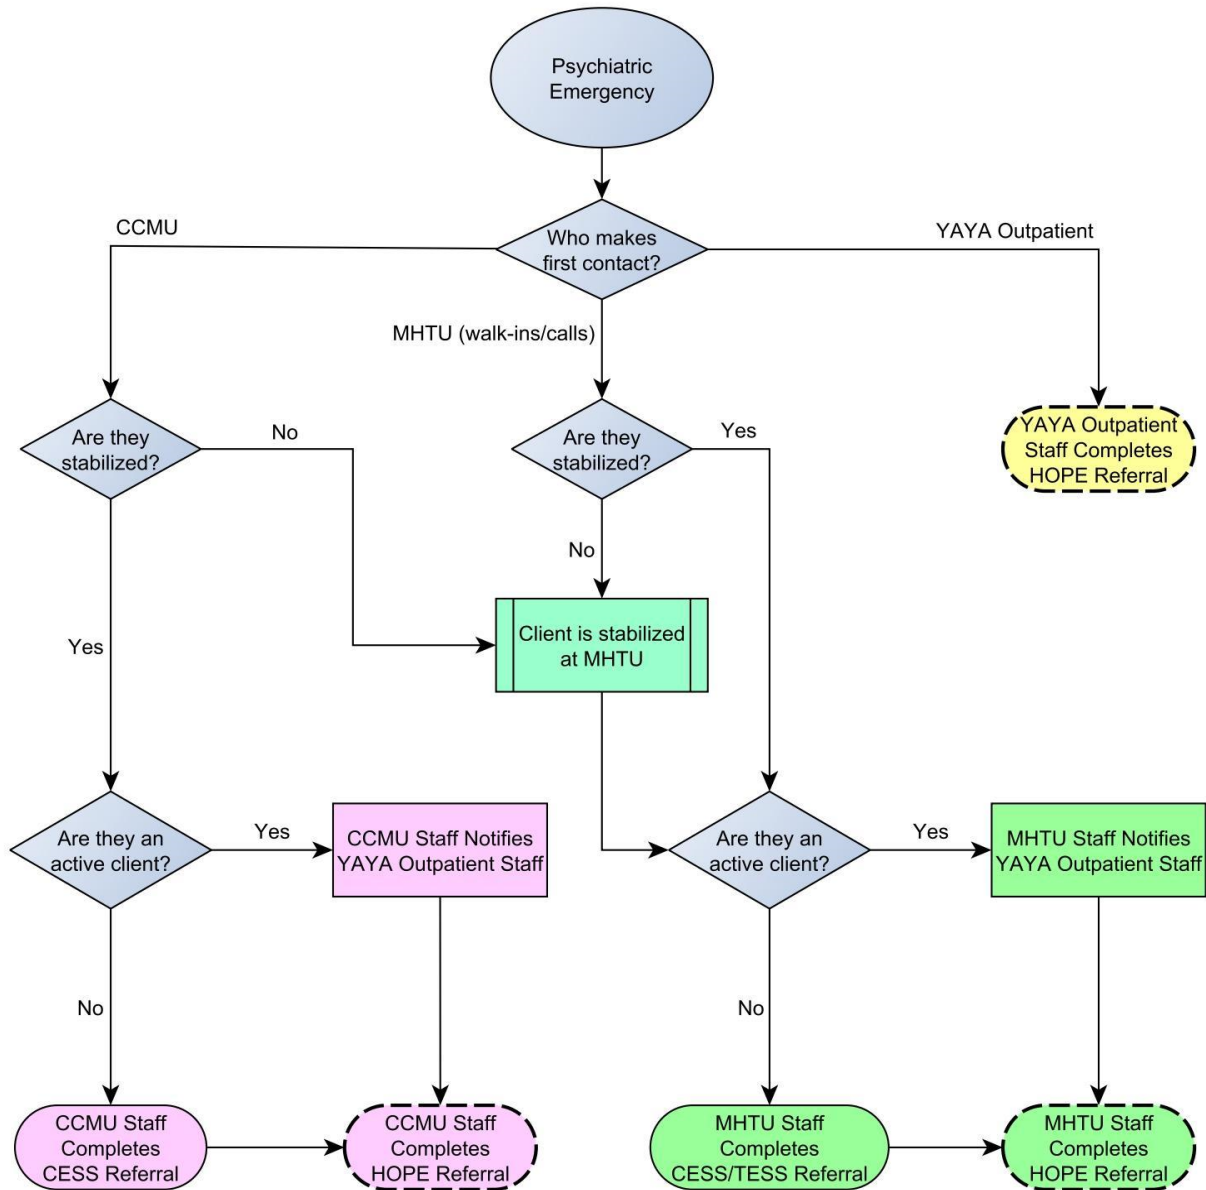 Psychiatric
Emergency
CCMU
Who makes
first contact?
YAYA Outpatient
MHTU (walk-ins/calls)
Are they
stabilized?
No
Are they
stabilized?
Yes
YAYA Outpatient
Staff Completes
HOPE Referral
No
Client is stabilized
at MHTU
Yes
Are they an
active client?
Yes
CCMU Staff Notifies
YAYA Outpatient Staff
Are they an
active client?
Yes
MHTU Staff Notifies
YAYA Outpatient Staff
No
No
CCMU Staff
Completes
CESS Referral
CCMU Staff
Completes
HOPE Referral
MHTU Staff
Completes
CESS/TESS Referral
MHTU Staff
Completes
HOPE Referral